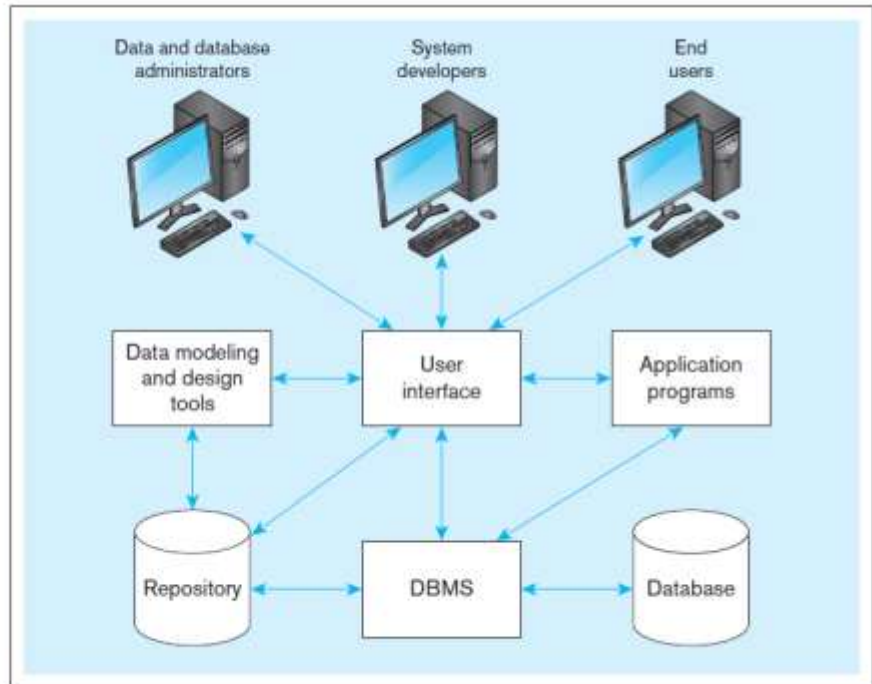 Data and database
administrators
System
developers
End
users
Data modeling
and design
tools
User
interface
Application
programs
Repository
DBMS
Database